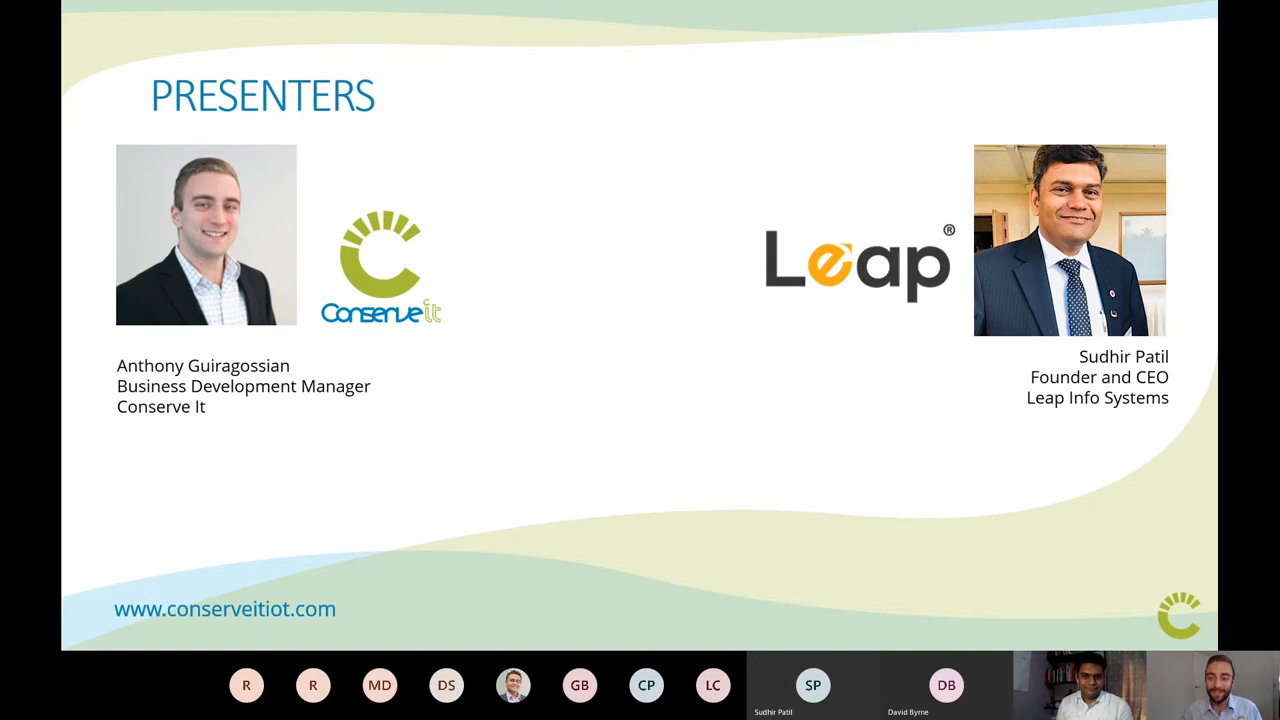 PRESENTERS
Conserve it
Leap®
Anthony Guiragossian
Business Development Manager
Conserve It
Sudhir Patil
Founder and CEO
Leap Info Systems
www.conserveitiot.com
R
R
MD
DS
GB
CP
LC
SP
DB
Sudhir Patil
David Byrne